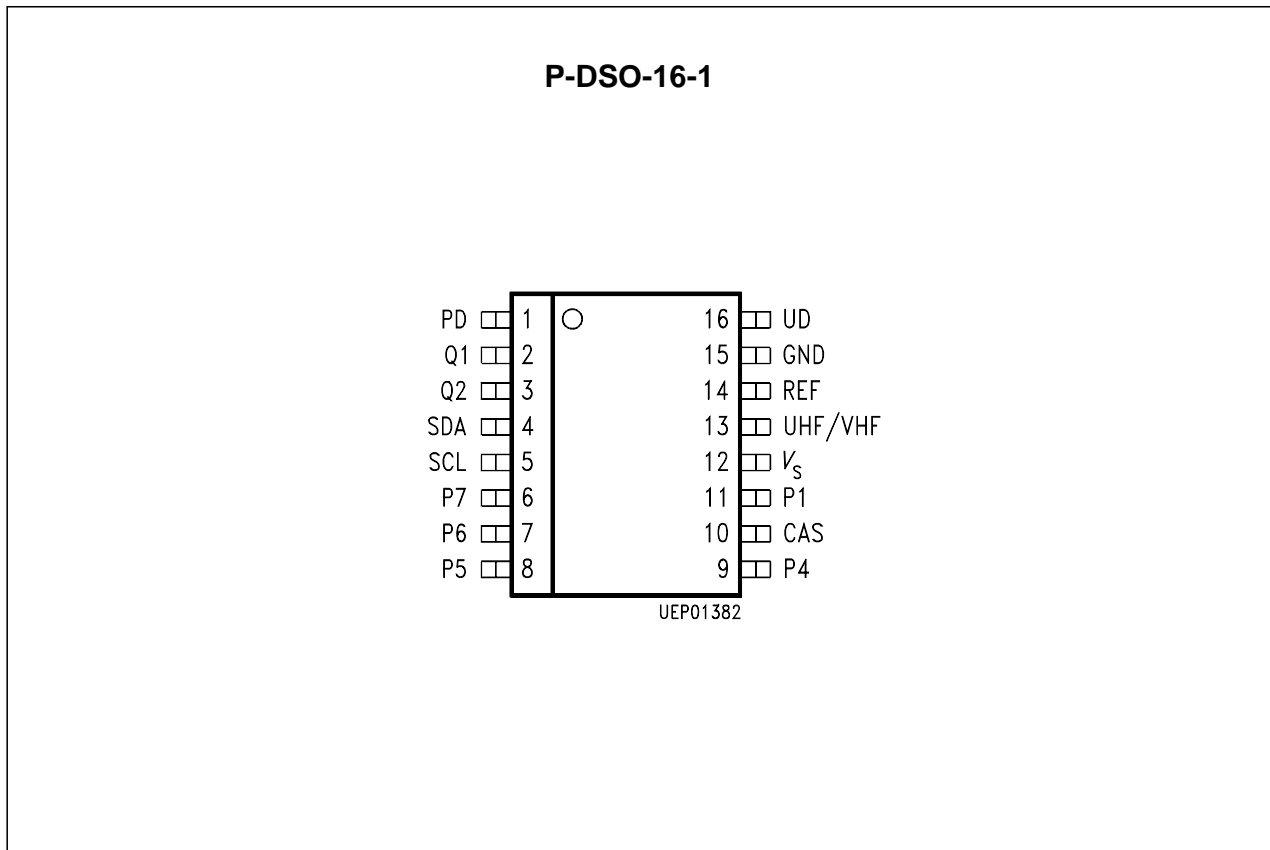 P-DSO-16-1
PD 1 16 UD
Q1 2 15 GND
Q2 3 14 REF
SDA 4 13 UHF/VHF
SCL 5 12 VS
P7 6 11 P1
P6 7 10 CAS
P5 8 9 P4
UEP01382